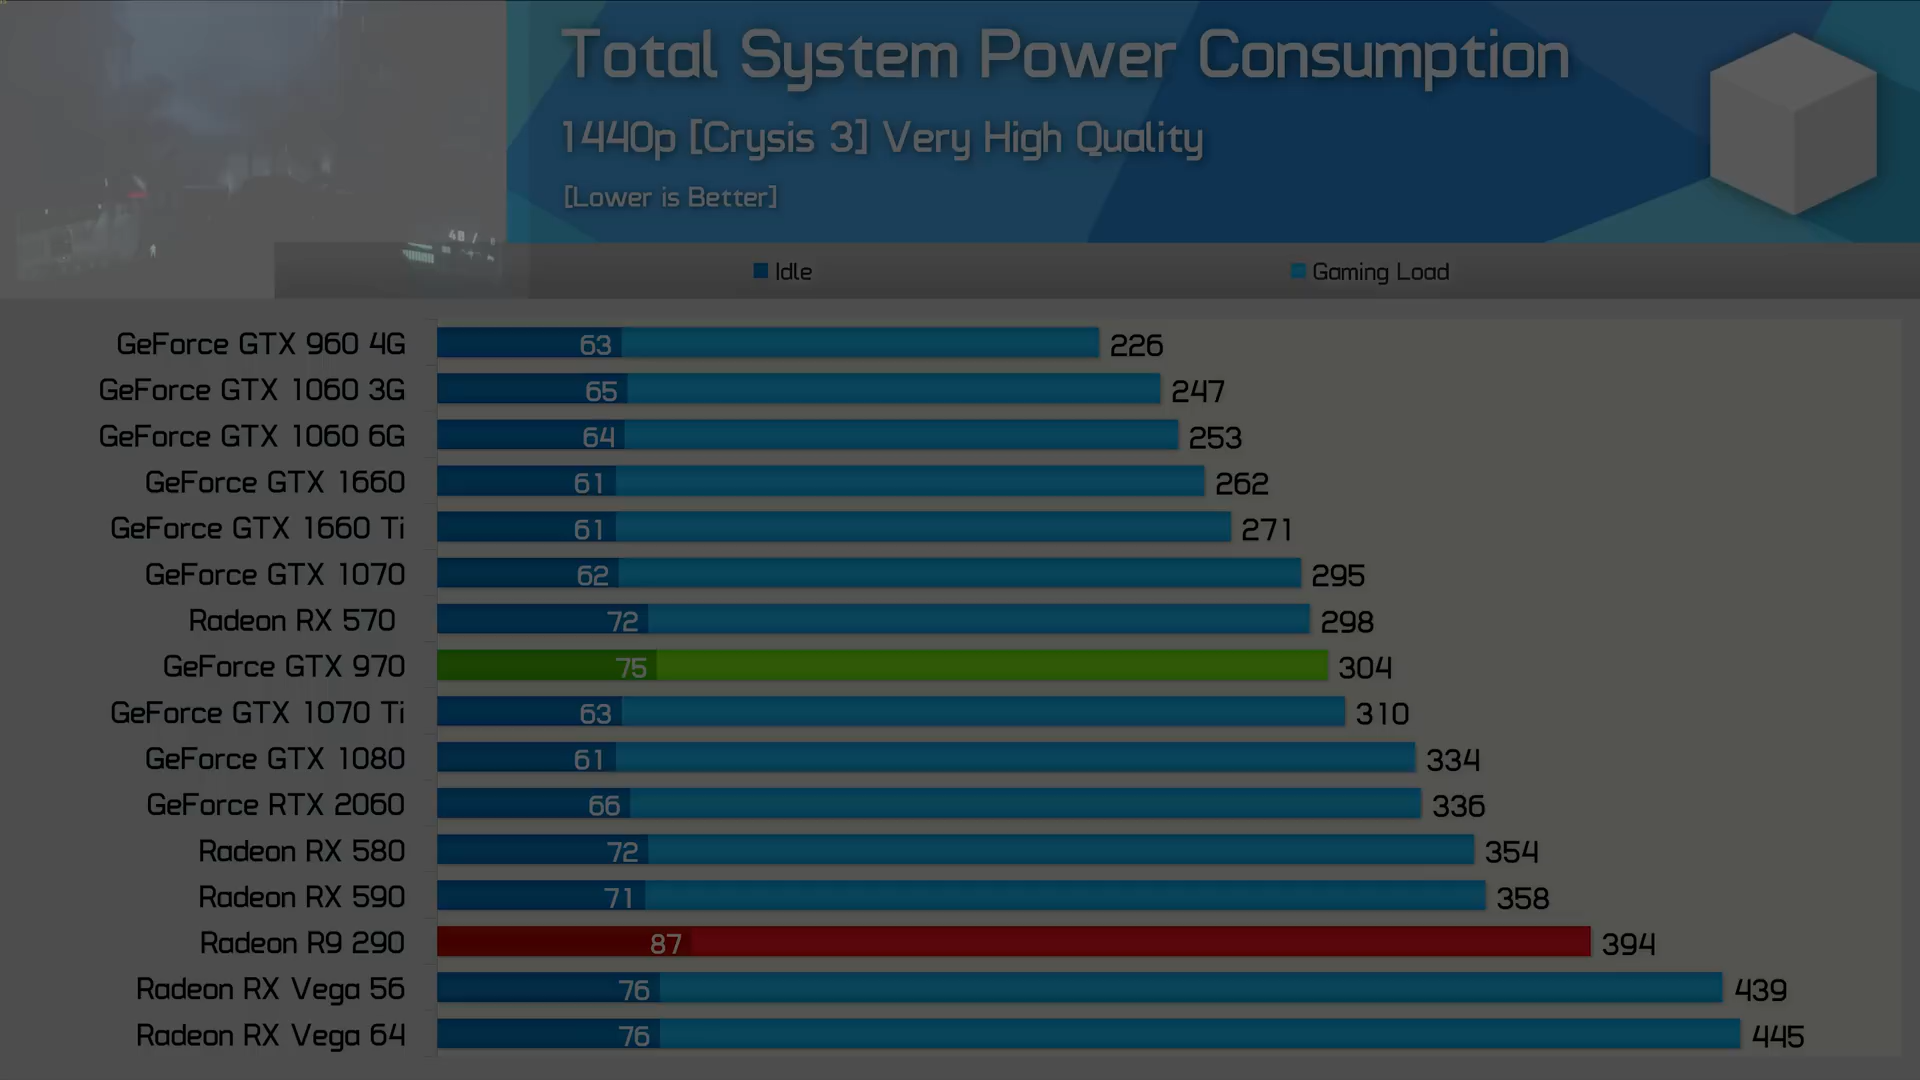 Total System Power Consumption
1440p [Crysis 3] Very High Quality
[Lower is Better]
48 /
Idle Gaming Load
GeForce GTX 960 4G 63 226
GeForce GTX 1060 3G 65 247
GeForce GTX 1060 6G 64 253
GeForce GTX 1660 61 262
GeForce GTX 1660 Ti 61 271
GeForce GTX 1070 62 295
Radeon RX 570 72 298
GeForce GTX 970 75 304
GeForce GTX 1070 Ti 63 310
GeForce GTX 1080 61 334
GeForce RTX 2060 66 336
Radeon RX 580 72 354
Radeon RX 590 71 358
Radeon R9 290 87 394
Radeon RX Vega 56 76 439
Radeon RX Vega 64 76 445